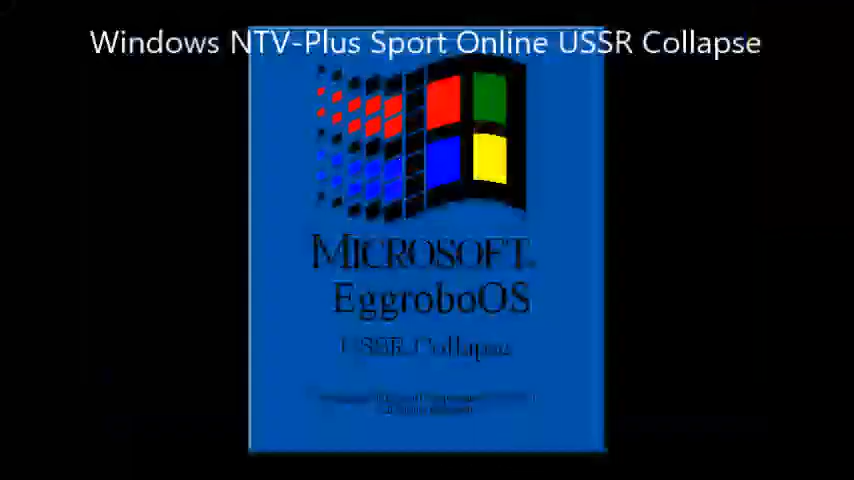 Windows NTV-Plus Sport Online USSR Collapse
MICROSOFT.
EggroboOS
USSR Collapse